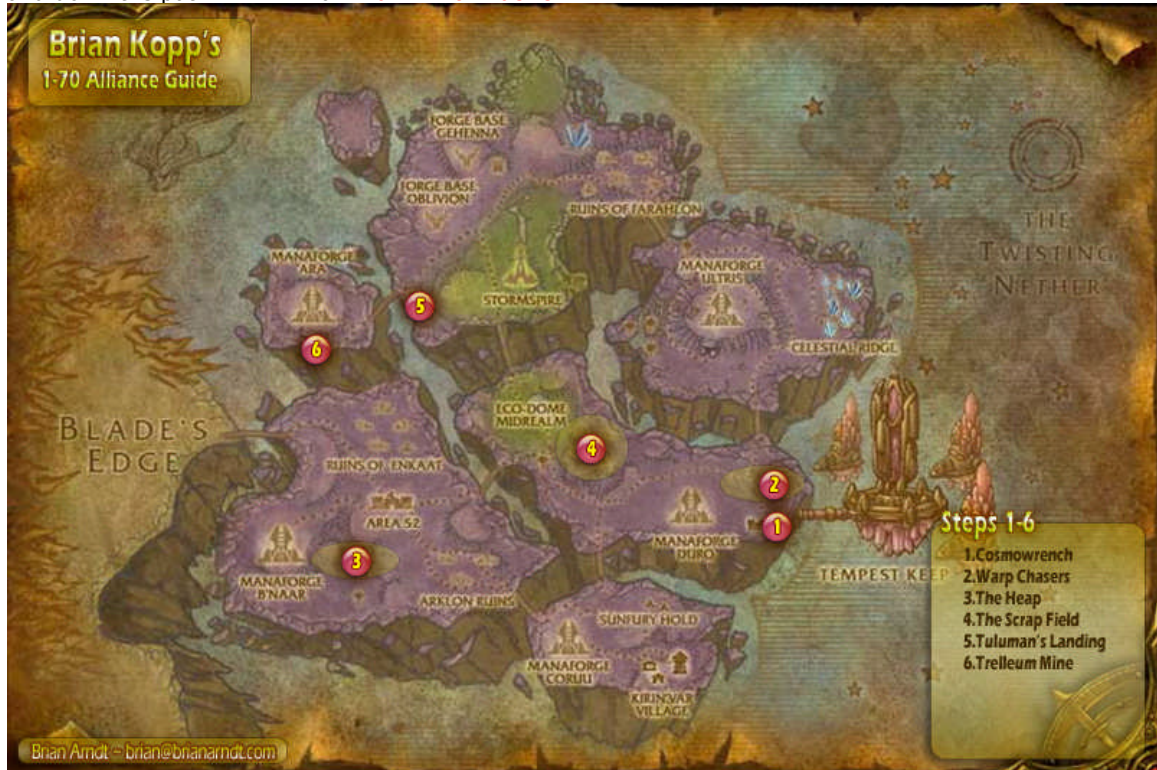 Brian Kopp's
1-70 Alliance Guide
FORGE BASE
GEHENNA
FORGE BASE
OBLIVION
RUINS OF FARAHLON
THE
TWISTING
NETHER
MANAFORGE
ARA
MANAFORGE
ULTRIS
STORMSPIRE
5
6
CELESTIAL RIDGE
BLADE'S
EDGE
ECO-DOME
MIDREALM
4
RUINS OF ENKAAT
2
AREA 52
1
MANAFORGE
DURO
3
MANAFORGE
B'NAAR
TEMPEST KEEP
ARKLON RUINS
SUNFURY HOLD
MANAFORGE
CORUU
KIRIN'VAR
VILLAGE
Steps 1-6
1.Cosmowrench
2.Warp Chasers
3.The Heap
4.The Scrap Field
5.Tuluman's Landing
6.Trelleum Mine
Brian Arndt - brian@brianarndt.com